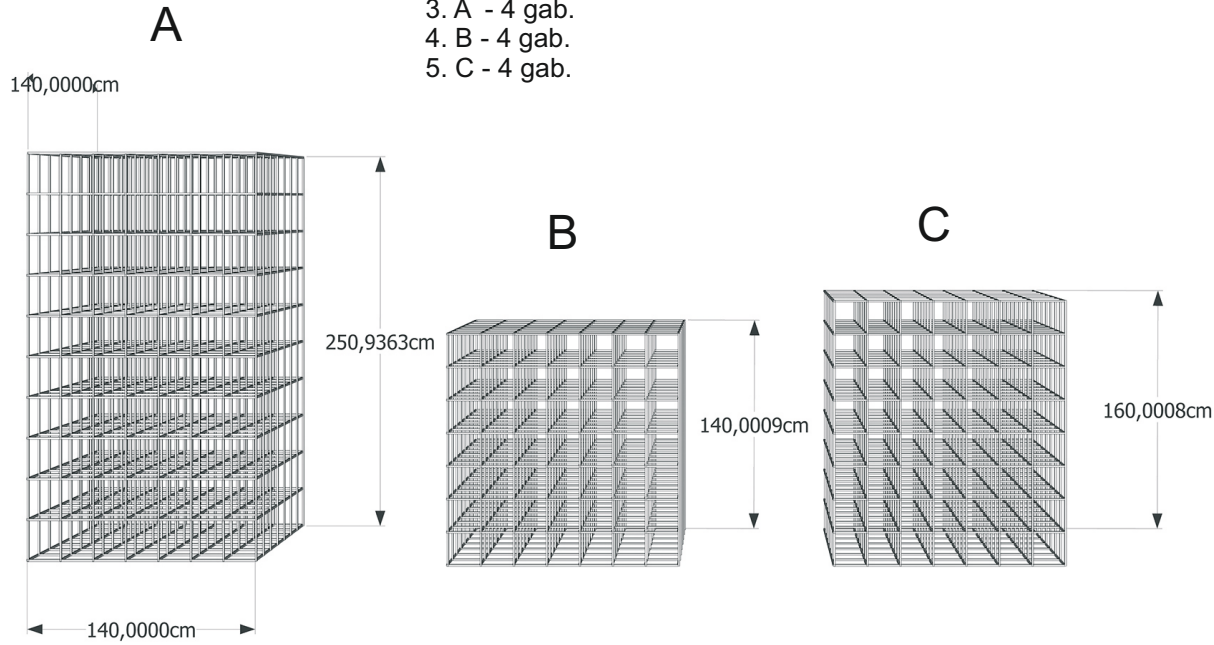 3. A - 4 gab.
4. B - 4 gab.
5. C - 4 gab.
A
140,0000cm
250,9363cm
140,0000cm
B
140,0009cm
C
160,0008cm